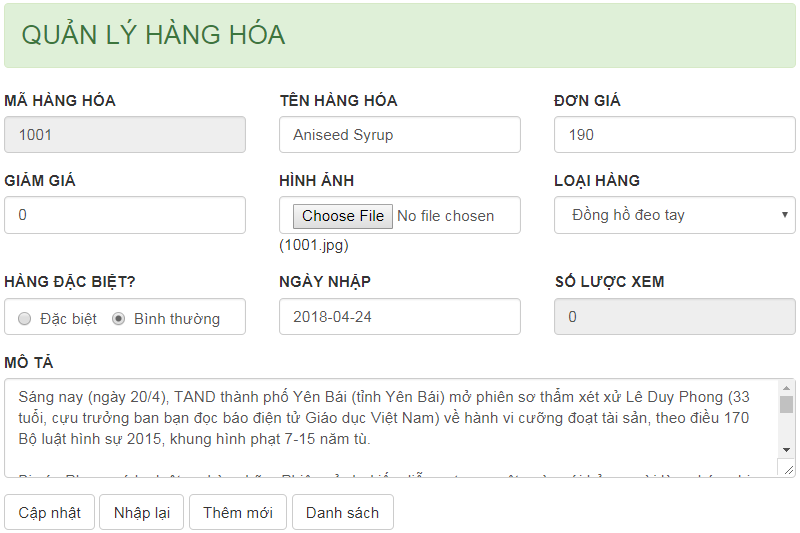 QUẢN LÝ HÀNG HÓA
MÃ HÀNG HÓA
TÊN HÀNG HÓA
ĐƠN GIÁ
1001
Aniseed Syrup
190
GIẢM GIÁ
HÌNH ẢNH
LOẠI HÀNG
0
Choose File No file chosen
Đồng hồ đeo tay
(1001.jpg)
HÀNG ĐẶC BIỆT?
NGÀY NHẬP
SỐ LƯỢC XEM
Đặc biệt Bình thường
2018-04-24
0
MÔ TẢ
Sáng nay (ngày 20/4), TAND thành phố Yên Bái (tỉnh Yên Bái) mở phiên sơ thẩm xét xử Lê Duy Phong (33
tuổi, cựu trưởng ban bạn đọc báo điện tử Giáo dục Việt Nam) về hành vi cưỡng đoạt tài sản, theo điều 170
Bộ luật hình sự 2015, khung hình phạt 7-15 năm tù.
Cập nhật
Nhập lại
Thêm mới
Danh sách